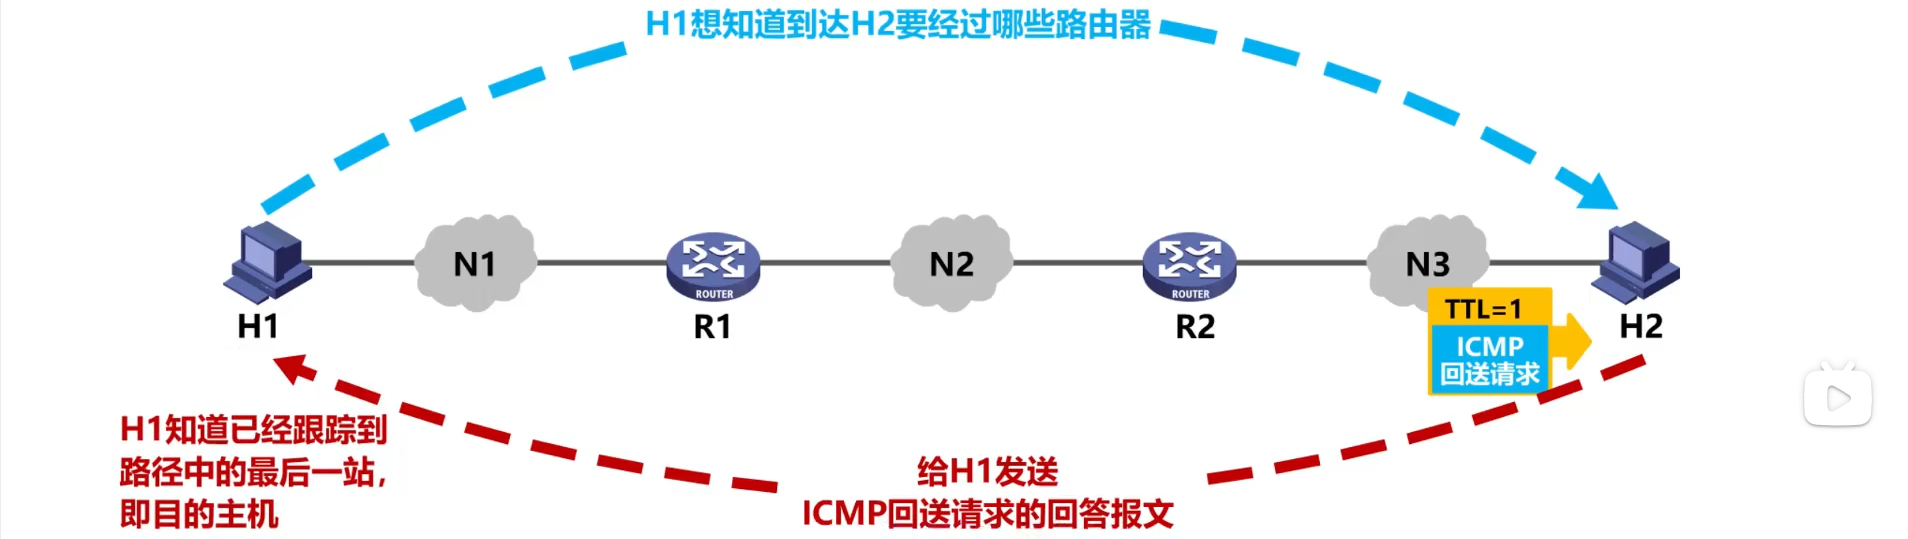 H1想知道到达H2要经过哪些路由器
N1
N2
N3
ROUTER
ROUTER
TTL=1
H1
R1
R2
H2
ICMP
回送请求
H1知道已经跟踪到
路径中的最后一站，
即目的主机
给H1发送
ICMP回送请求的回答报文